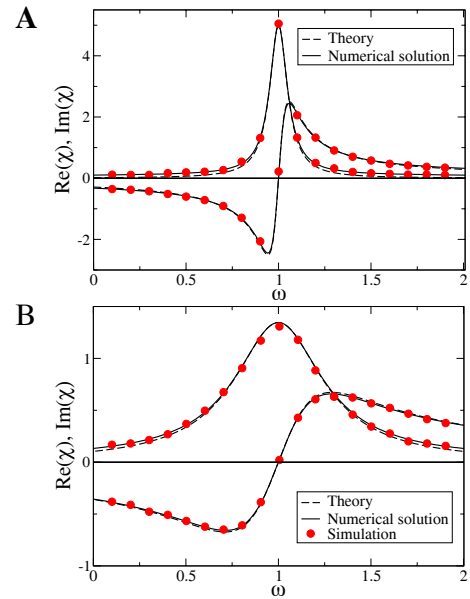 A
Re(χ), Im(χ)
4
2
0
-2
Theory
Numerical solution
0
0.5
1
1.5
2
ω
B
Re(χ), Im(χ)
1
0
-1
Theory
Numerical solution
Simulation
0
0.5
1
1.5
2
ω